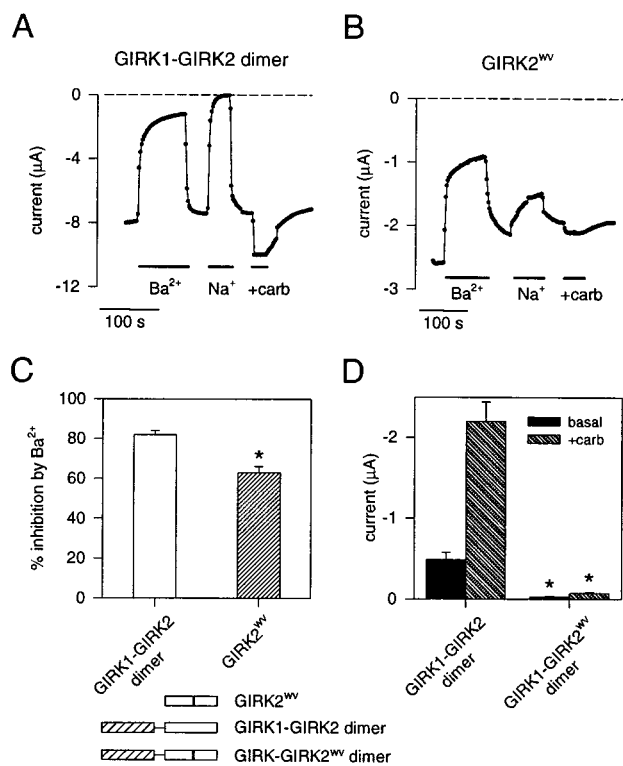 A
GIRK1-GIRK2 dimer
0
-4
-8
-12
current (µA)
Ba²⁺ Na⁺ +carb
100 s
B
GIRK2ʷᵛ
0
-1
-2
-3
current (µA)
Ba²⁺ Na⁺ +carb
100 s
C
100
80
60
40
20
0
% inhibition by Ba²⁺
*
GIRK1-GIRK2
dimer
GIRK2ʷᵛ
D
-2
-1
0
current (µA)
basal
+carb
* *
GIRK1-GIRK2
dimer
GIRK1-GIRK2ʷᵛ
dimer
GIRK2ʷᵛ
GIRK1-GIRK2 dimer
GIRK-GIRK2ʷᵛ dimer